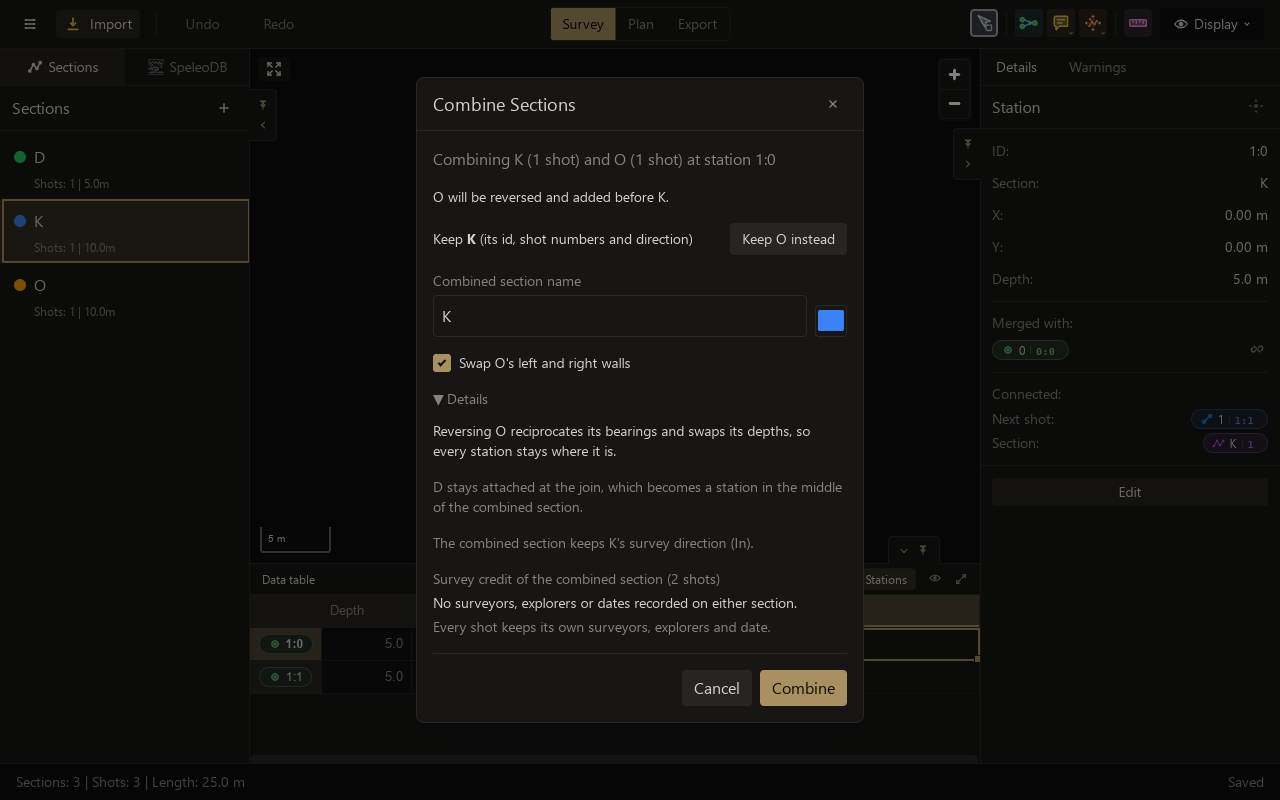 Import
Undo
Redo
Survey
Plan
Export
Display
Sections
SpeleoDB
Details
Warnings
Sections
D
Shots: 1 | 5.0m
K
Shots: 1 | 10.0m
O
Shots: 1 | 10.0m
5 m
Combine Sections
Combining K (1 shot) and O (1 shot) at station 1:0
O will be reversed and added before K.
Keep K (its id, shot numbers and direction)
Keep O instead
Combined section name
K
Swap O's left and right walls
Details
Reversing O reciprocates its bearings and swaps its depths, so
every station stays where it is.
D stays attached at the join, which becomes a station in the middle
of the combined section.
The combined section keeps K's survey direction (In).
Survey credit of the combined section (2 shots)
No surveyors, explorers or dates recorded on either section.
Every shot keeps its own surveyors, explorers and date.
Cancel
Combine
Station
ID: 1:0
Section: K
X: 0.00 m
Y: 0.00 m
Depth: 5.0 m
Merged with:
0 | 0:0
Connected:
Next shot: 1 | 1:1
Section: K | 1
Edit
Data table
Stations
Depth
1:0 5.0
1:1 5.0
Sections: 3 | Shots: 3 | Length: 25.0 m
Saved